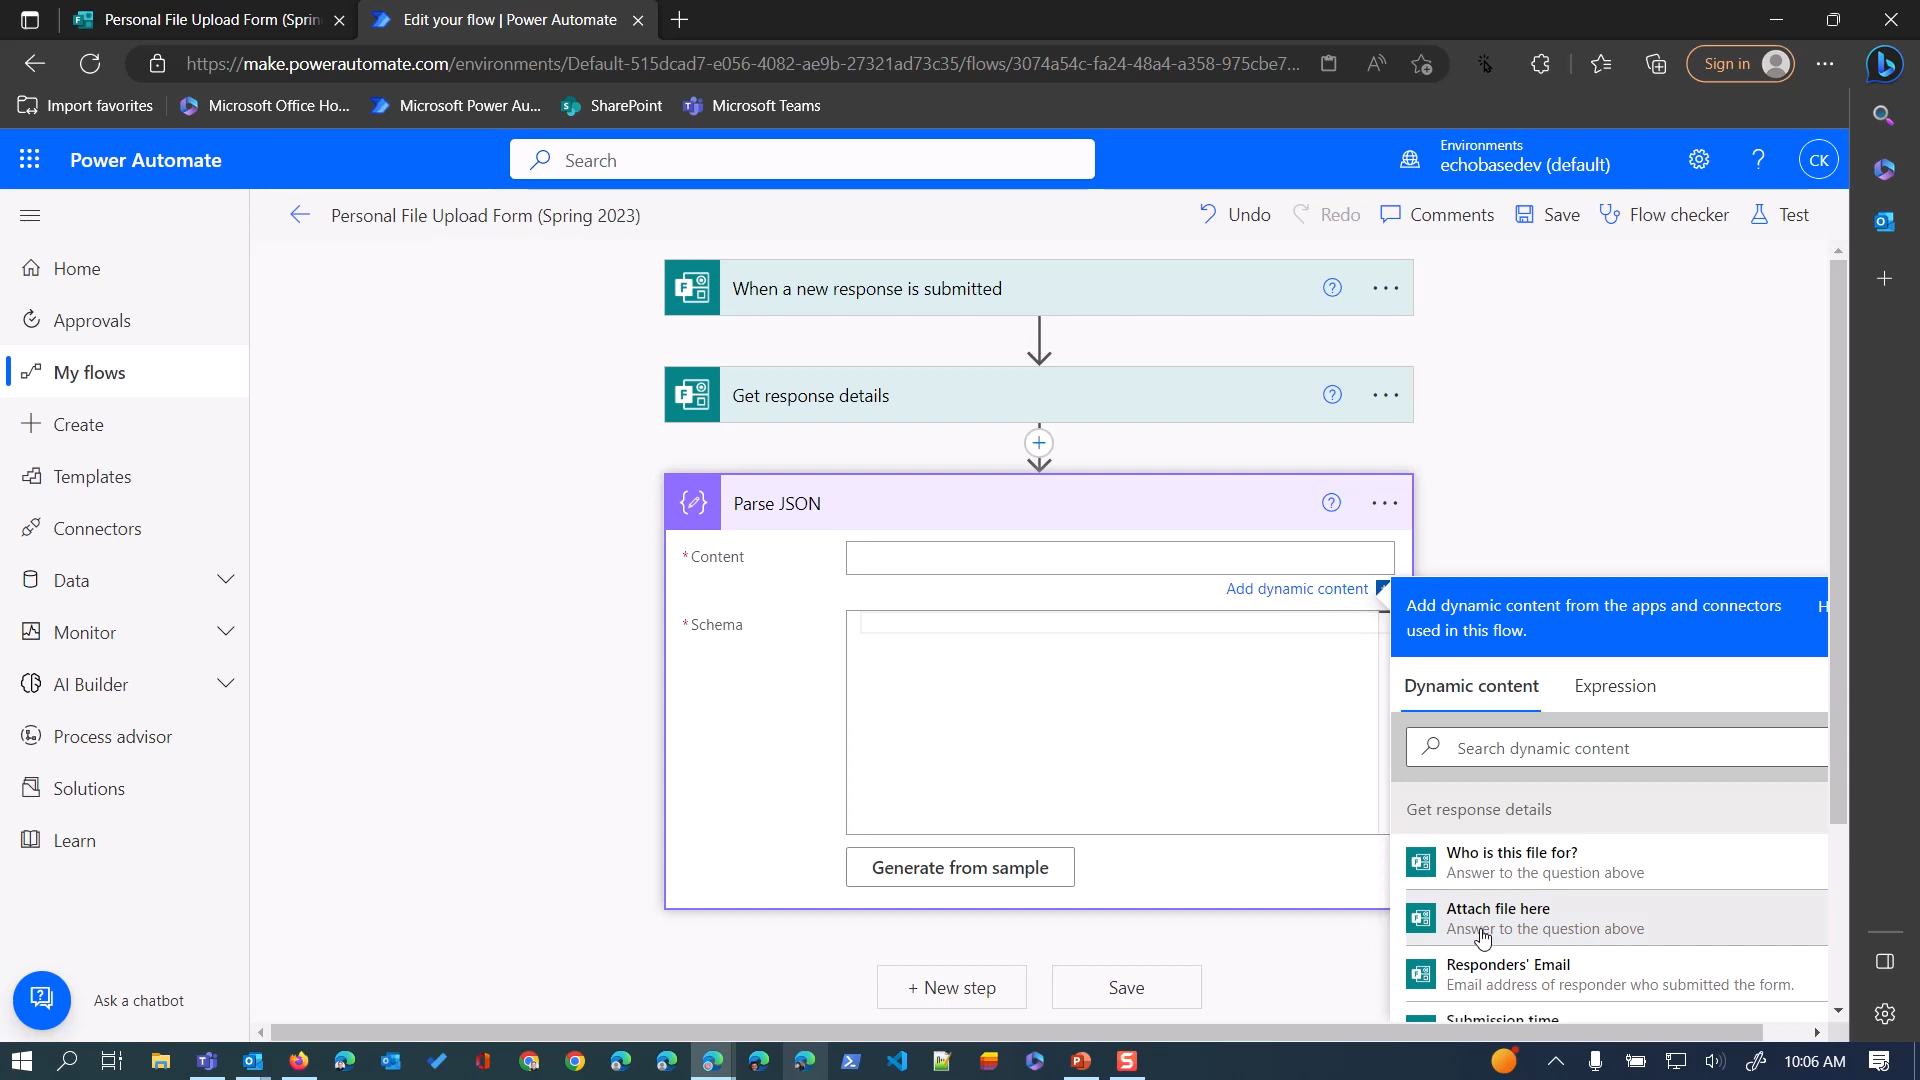 Personal File Upload Form (Sprin
Edit your flow | Power Automate
https://make.powerautomate.com/environments/Default-515dcad7-e056-4082-ae9b-27321ad73c35/flows/3074a54c-fa24-48a4-a358-975cbe7...
Sign in
Import favorites
Microsoft Office Ho...
Microsoft Power Au...
SharePoint
Microsoft Teams
Power Automate
Search
Environments
echobasedev (default)
CK
Personal File Upload Form (Spring 2023)
Undo
Redo
Comments
Save
Flow checker
Test
Home
Approvals
My flows
Create
Templates
Connectors
Data
Monitor
AI Builder
Process advisor
Solutions
Learn
Ask a chatbot
When a new response is submitted
Get response details
Parse JSON
* Content
Add dynamic content
* Schema
Generate from sample
+ New step
Save
Add dynamic content from the apps and connectors
used in this flow.
H
Dynamic content
Expression
Search dynamic content
Get response details
Who is this file for?
Answer to the question above
Attach file here
Answer to the question above
Responders' Email
Email address of responder who submitted the form.
Submission time
10:06 AM